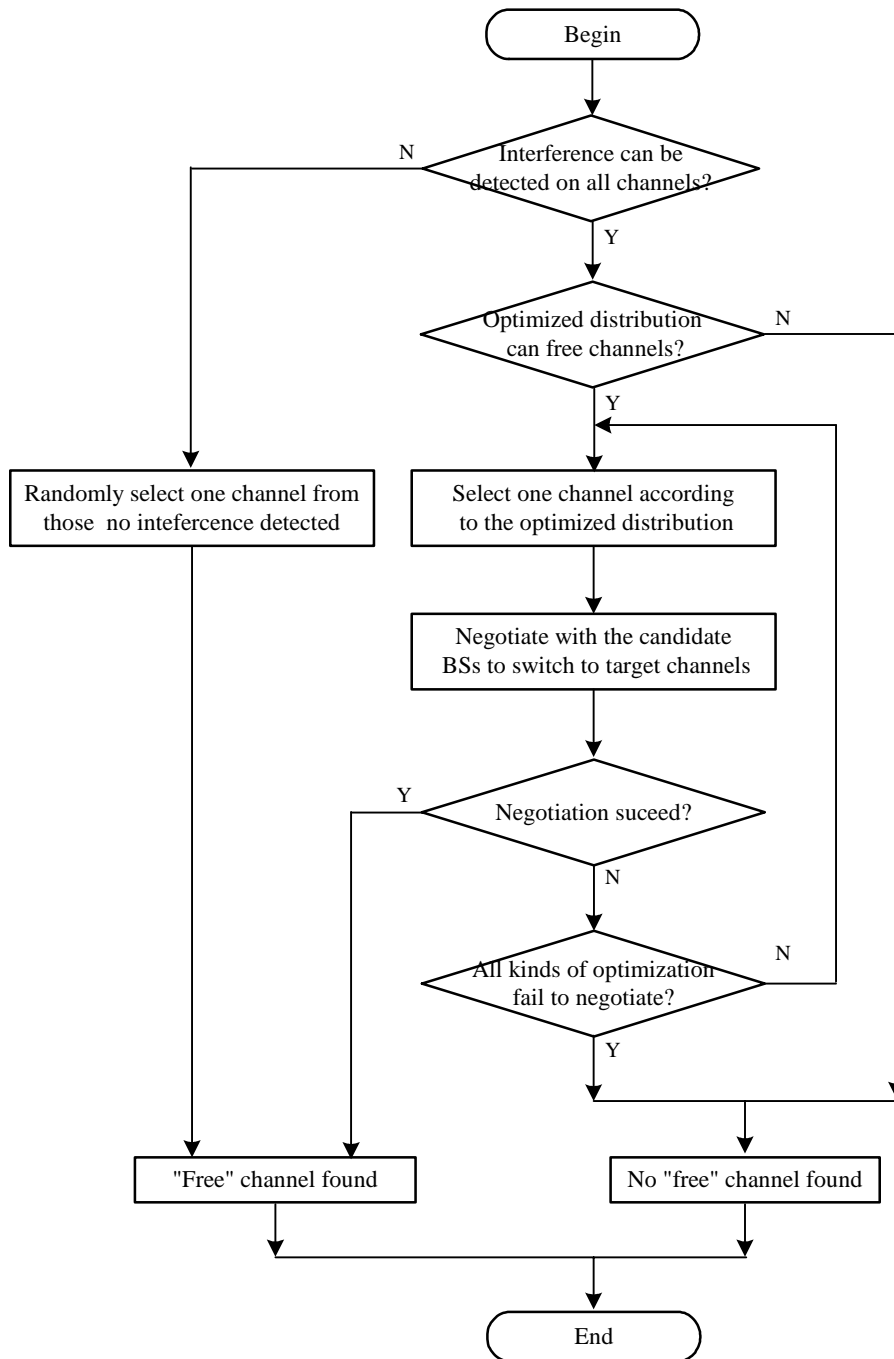 Begin
N
Interference can be
detected on all channels?
Y
Optimized distribution
can free channels?
N
Y
Randomly select one channel from
those no intefercence detected
Select one channel according
to the optimized distribution
Negotiate with the candidate
BSs to switch to target channels
Y
Negotiation suceed?
N
All kinds of optimization
fail to negotiate?
N
Y
"Free" channel found
No "free" channel found
End